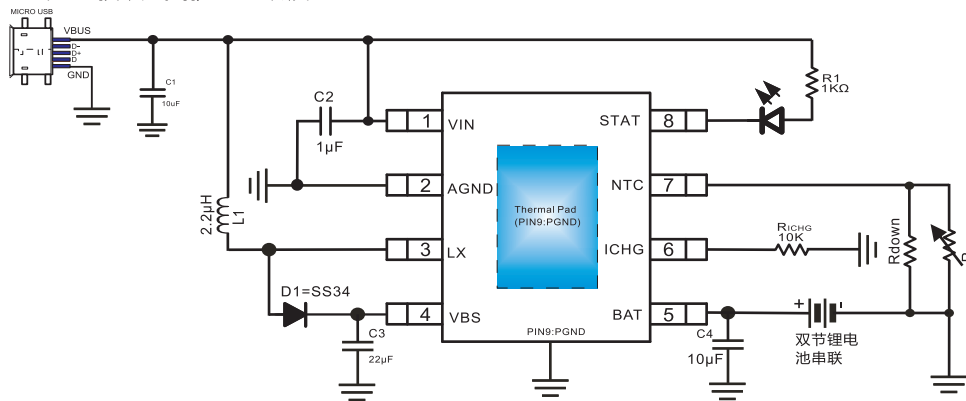 MICRO USB
VBUS
D-
D+
D
GND
C1
10uF
C2
1μF
R1
1KΩ
1
VIN
STAT
8
2
AGND
NTC
7
Thermal Pad
(PIN9:PGND)
2.2μH
L1
3
LX
ICHG
6
RICHG
10K
Rdown
D1=SS34
4
VBS
BAT
5
C3
22μF
PIN9:PGND
C4
10μF
+
-
双节锂电
池串联